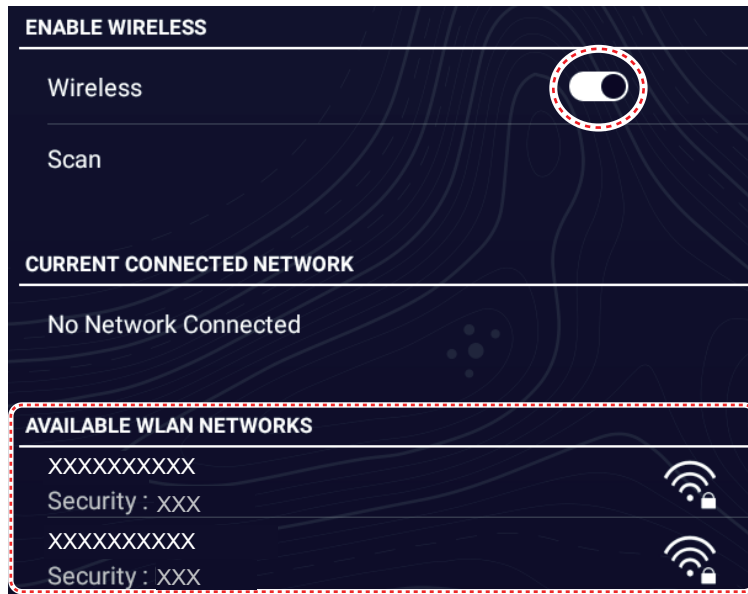 ENABLE WIRELESS
Wireless
Scan
CURRENT CONNECTED NETWORK
No Network Connected
AVAILABLE WLAN NETWORKS
XXXXXXXXXX
Security : XXX
XXXXXXXXXX
Security : XXX